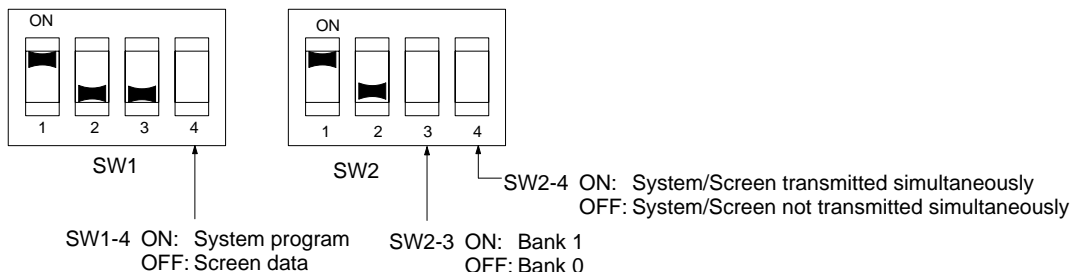 ON
1 2 3 4
SW1
ON
1 2 3 4
SW2
SW2-4 ON: System/Screen transmitted simultaneously
OFF: System/Screen not transmitted simultaneously
SW1-4 ON: System program
OFF: Screen data
SW2-3 ON: Bank 1
OFF: Bank 0